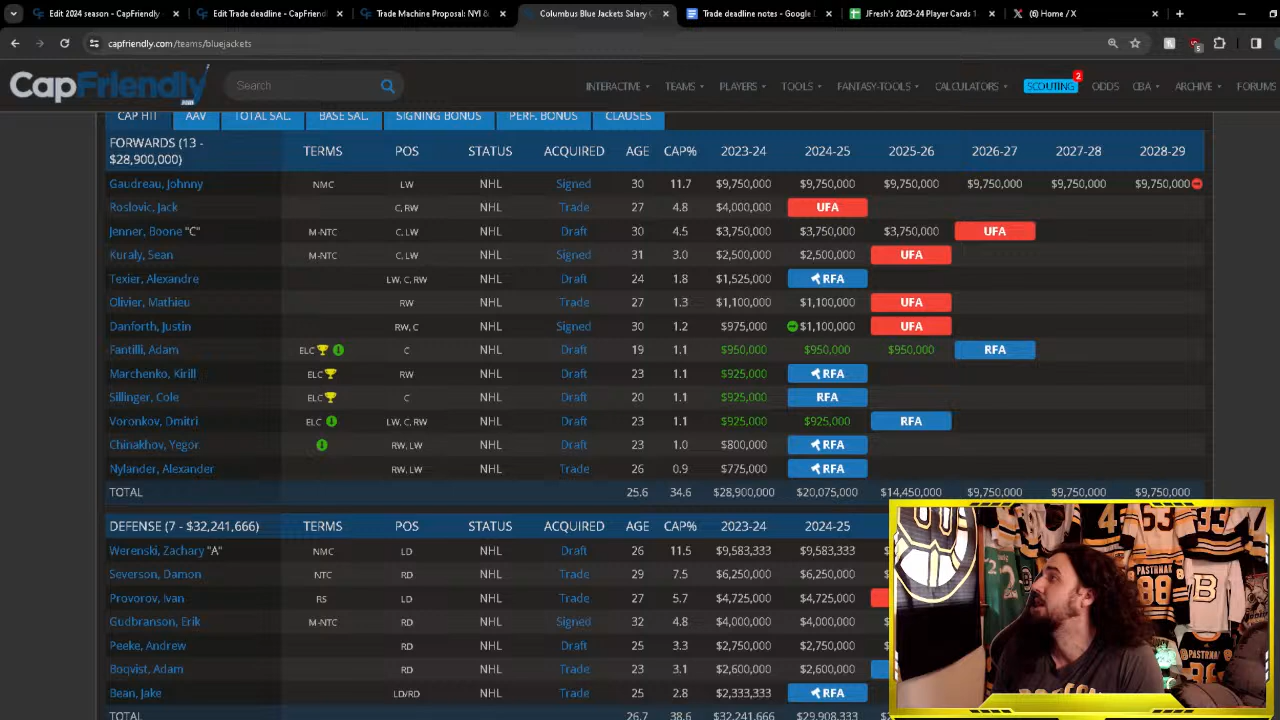 Edit 2024 season - CapFriendly Edit Trade deadline - CapFriend Trade Machine Proposal: NYI & Columbus Blue Jackets Salary C Trade deadline notes - Google D JFresh's 2023-24 Player Cards (6) Home / X
capfriendly.com/teams/bluejackets
CapFriendly Search INTERACTIVE TEAMS PLAYERS TOOLS FANTASY-TOOLS CALCULATORS SCOUTING 2 ODDS CBA ARCHIVE FORUMS
CAP HIT AAV TOTAL SAL. BASE SAL. SIGNING BONUS PERF. BONUS CLAUSES
FORWARDS (13 - $28,900,000) TERMS POS STATUS ACQUIRED AGE CAP% 2023-24 2024-25 2025-26 2026-27 2027-28 2028-29
Gaudreau, Johnny NMC LW NHL Signed 30 11.7 $9,750,000 $9,750,000 $9,750,000 $9,750,000 $9,750,000 $9,750,000
Roslovic, Jack C, RW NHL Trade 27 4.8 $4,000,000 UFA
Jenner, Boone "C" M-NTC C, LW NHL Draft 30 4.5 $3,750,000 $3,750,000 $3,750,000 UFA
Kuraly, Sean M-NTC C, LW NHL Signed 31 3.0 $2,500,000 $2,500,000 UFA
Texier, Alexandre LW, C, RW NHL Draft 24 1.8 $1,525,000 RFA
Olivier, Mathieu RW NHL Trade 27 1.3 $1,100,000 $1,100,000 UFA
Danforth, Justin RW, C NHL Signed 30 1.2 $975,000 $1,100,000 UFA
Fantilli, Adam ELC C NHL Draft 19 1.1 $950,000 $950,000 $950,000 RFA
Marchenko, Kirill ELC RW NHL Draft 23 1.1 $925,000 RFA
Sillinger, Cole ELC C NHL Draft 20 1.1 $925,000 RFA
Voronkov, Dmitri ELC LW, C, RW NHL Draft 23 1.1 $925,000 $925,000 RFA
Chinakhov, Yegor RW, LW NHL Draft 23 1.0 $800,000 RFA
Nylander, Alexander RW, LW NHL Trade 26 0.9 $775,000 RFA
TOTAL 25.6 34.6 $28,900,000 $20,075,000 $14,450,000 $9,750,000 $9,750,000 $9,750,000
DEFENSE (7 - $32,241,666) TERMS POS STATUS ACQUIRED AGE CAP% 2023-24 2024-25
Werenski, Zachary "A" NMC LD NHL Draft 26 11.5 $9,583,333 $9,583,333
Severson, Damon NTC RD NHL Trade 29 7.5 $6,250,000 $6,250,000
Provorov, Ivan RS LD NHL Trade 27 5.7 $4,725,000 $4,725,000
Gudbranson, Erik M-NTC RD NHL Signed 32 4.8 $4,000,000 $4,000,000
Peeke, Andrew RD NHL Draft 25 3.3 $2,750,000 $2,750,000
Boqvist, Adam RD NHL Trade 23 3.1 $2,600,000 $2,600,000
Bean, Jake LD/RD NHL Trade 25 2.8 $2,333,333 RFA
TOTAL 26.7 38.6 $32,241,666 $29,908,333
PASTRNAK 88
PASTRNAK
B